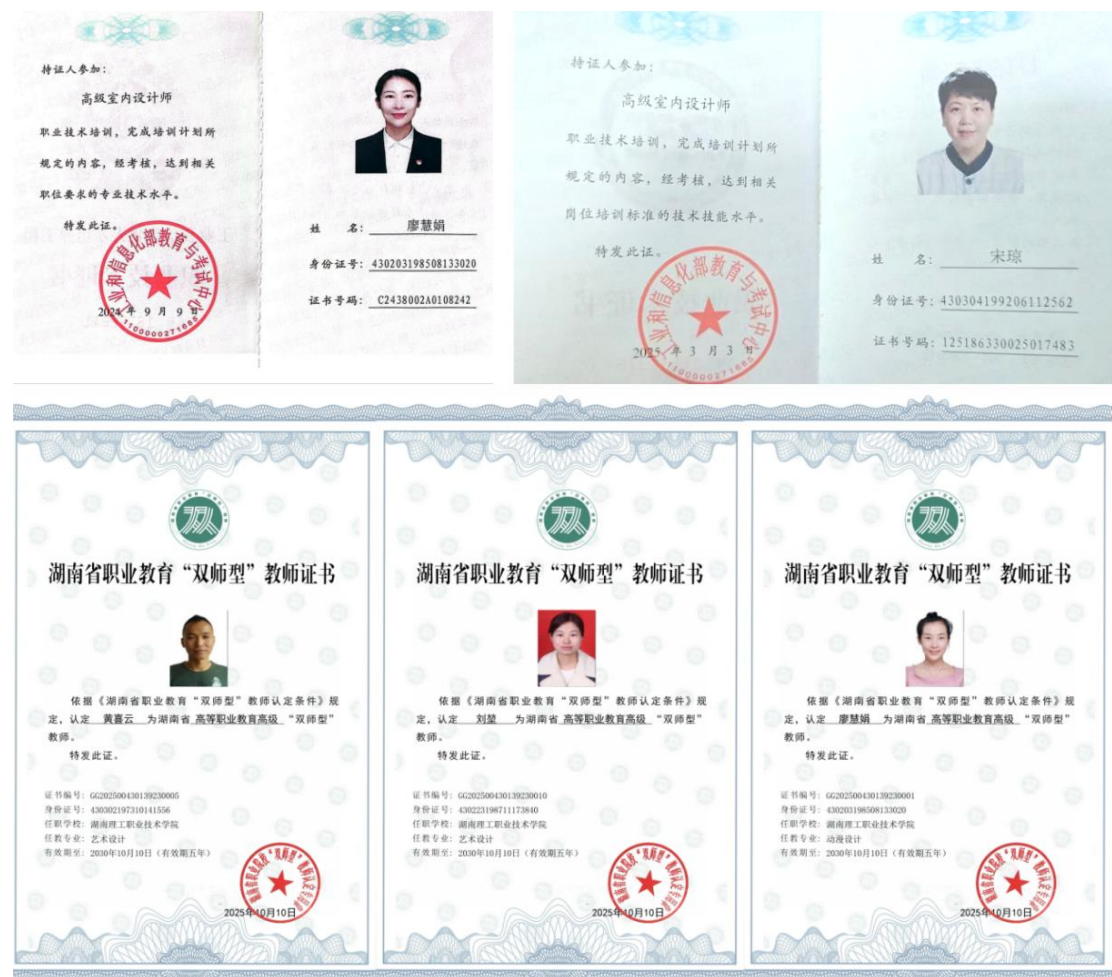 持证人参加:
高级室内设计师
职业技术培训，完成培训计划所
规定的内容，经考核，达到相关
职位要求的专业技术水平。
特发此证。
工业和信息化部教育与考试中心
2024 年 9 月 9 日
1100000271685
姓 名: 廖慧娟
身份证号: 430203198508133020
证书号码: C2438002A0108242
持证人参加:
高级室内设计师
职业技术培训，完成培训计划所
规定的内容，经考核，达到相关
岗位培训标准的技术技能水平。
特发此证。
工业和信息化部教育与考试中心
2025 年 3 月 3 日
1100000271685
姓 名: 宋琼
身份证号: 430304199206112562
证书号码: 125186330025017483
湖南省职业教育“双师型”教师证书
依据《湖南省职业教育“双师型”教师认定条件》规
定，认定 黄喜云 为湖南省 高等职业教育高级 “双师型”
教师。
特发此证。
证书编号: GG202500430139230005
身份证号: 430302197310141556
任职学校: 湖南理工职业技术学院
任教专业: 艺术设计
有效期至: 2030年10月10日（有效期五年）
2025年10月10日
湖南省职业教育“双师型”教师证书
依据《湖南省职业教育“双师型”教师认定条件》规
定，认定 刘堃 为湖南省 高等职业教育高级 “双师型”
教师。
特发此证。
证书编号: GG202500430139230010
身份证号: 430223198711173840
任职学校: 湖南理工职业技术学院
任教专业: 艺术设计
有效期至: 2030年10月10日（有效期五年）
2025年10月10日
湖南省职业教育“双师型”教师证书
依据《湖南省职业教育“双师型”教师认定条件》规
定，认定 廖慧娟 为湖南省 高等职业教育高级 “双师型”
教师。
特发此证。
证书编号: GG202500430139230001
身份证号: 430203198508133020
任职学校: 湖南理工职业技术学院
任教专业: 动漫设计
有效期至: 2030年10月10日（有效期五年）
2025年10月10日